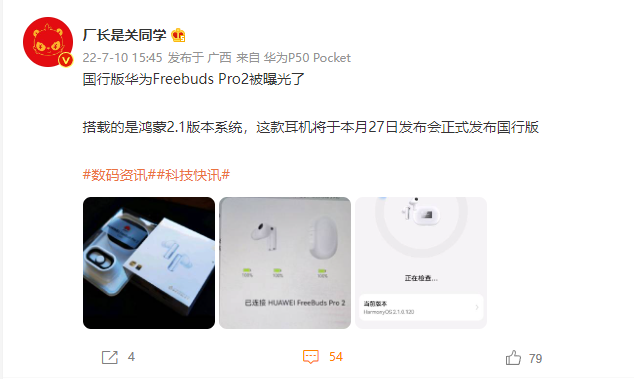 厂长是关同学
22-7-10 15:45 发布于 广西 来自 华为P50 Pocket
国行版华为Freebuds Pro2被曝光了
搭载的是鸿蒙2.1版本系统，这款耳机将于本月27日发布会正式发布国行版
#数码资讯##科技快讯#
100% 100% 49%
已连接 HUAWEI FreeBuds Pro 2
正在检查...
当前版本
HarmonyOS 2.1.0.120
4
54
79